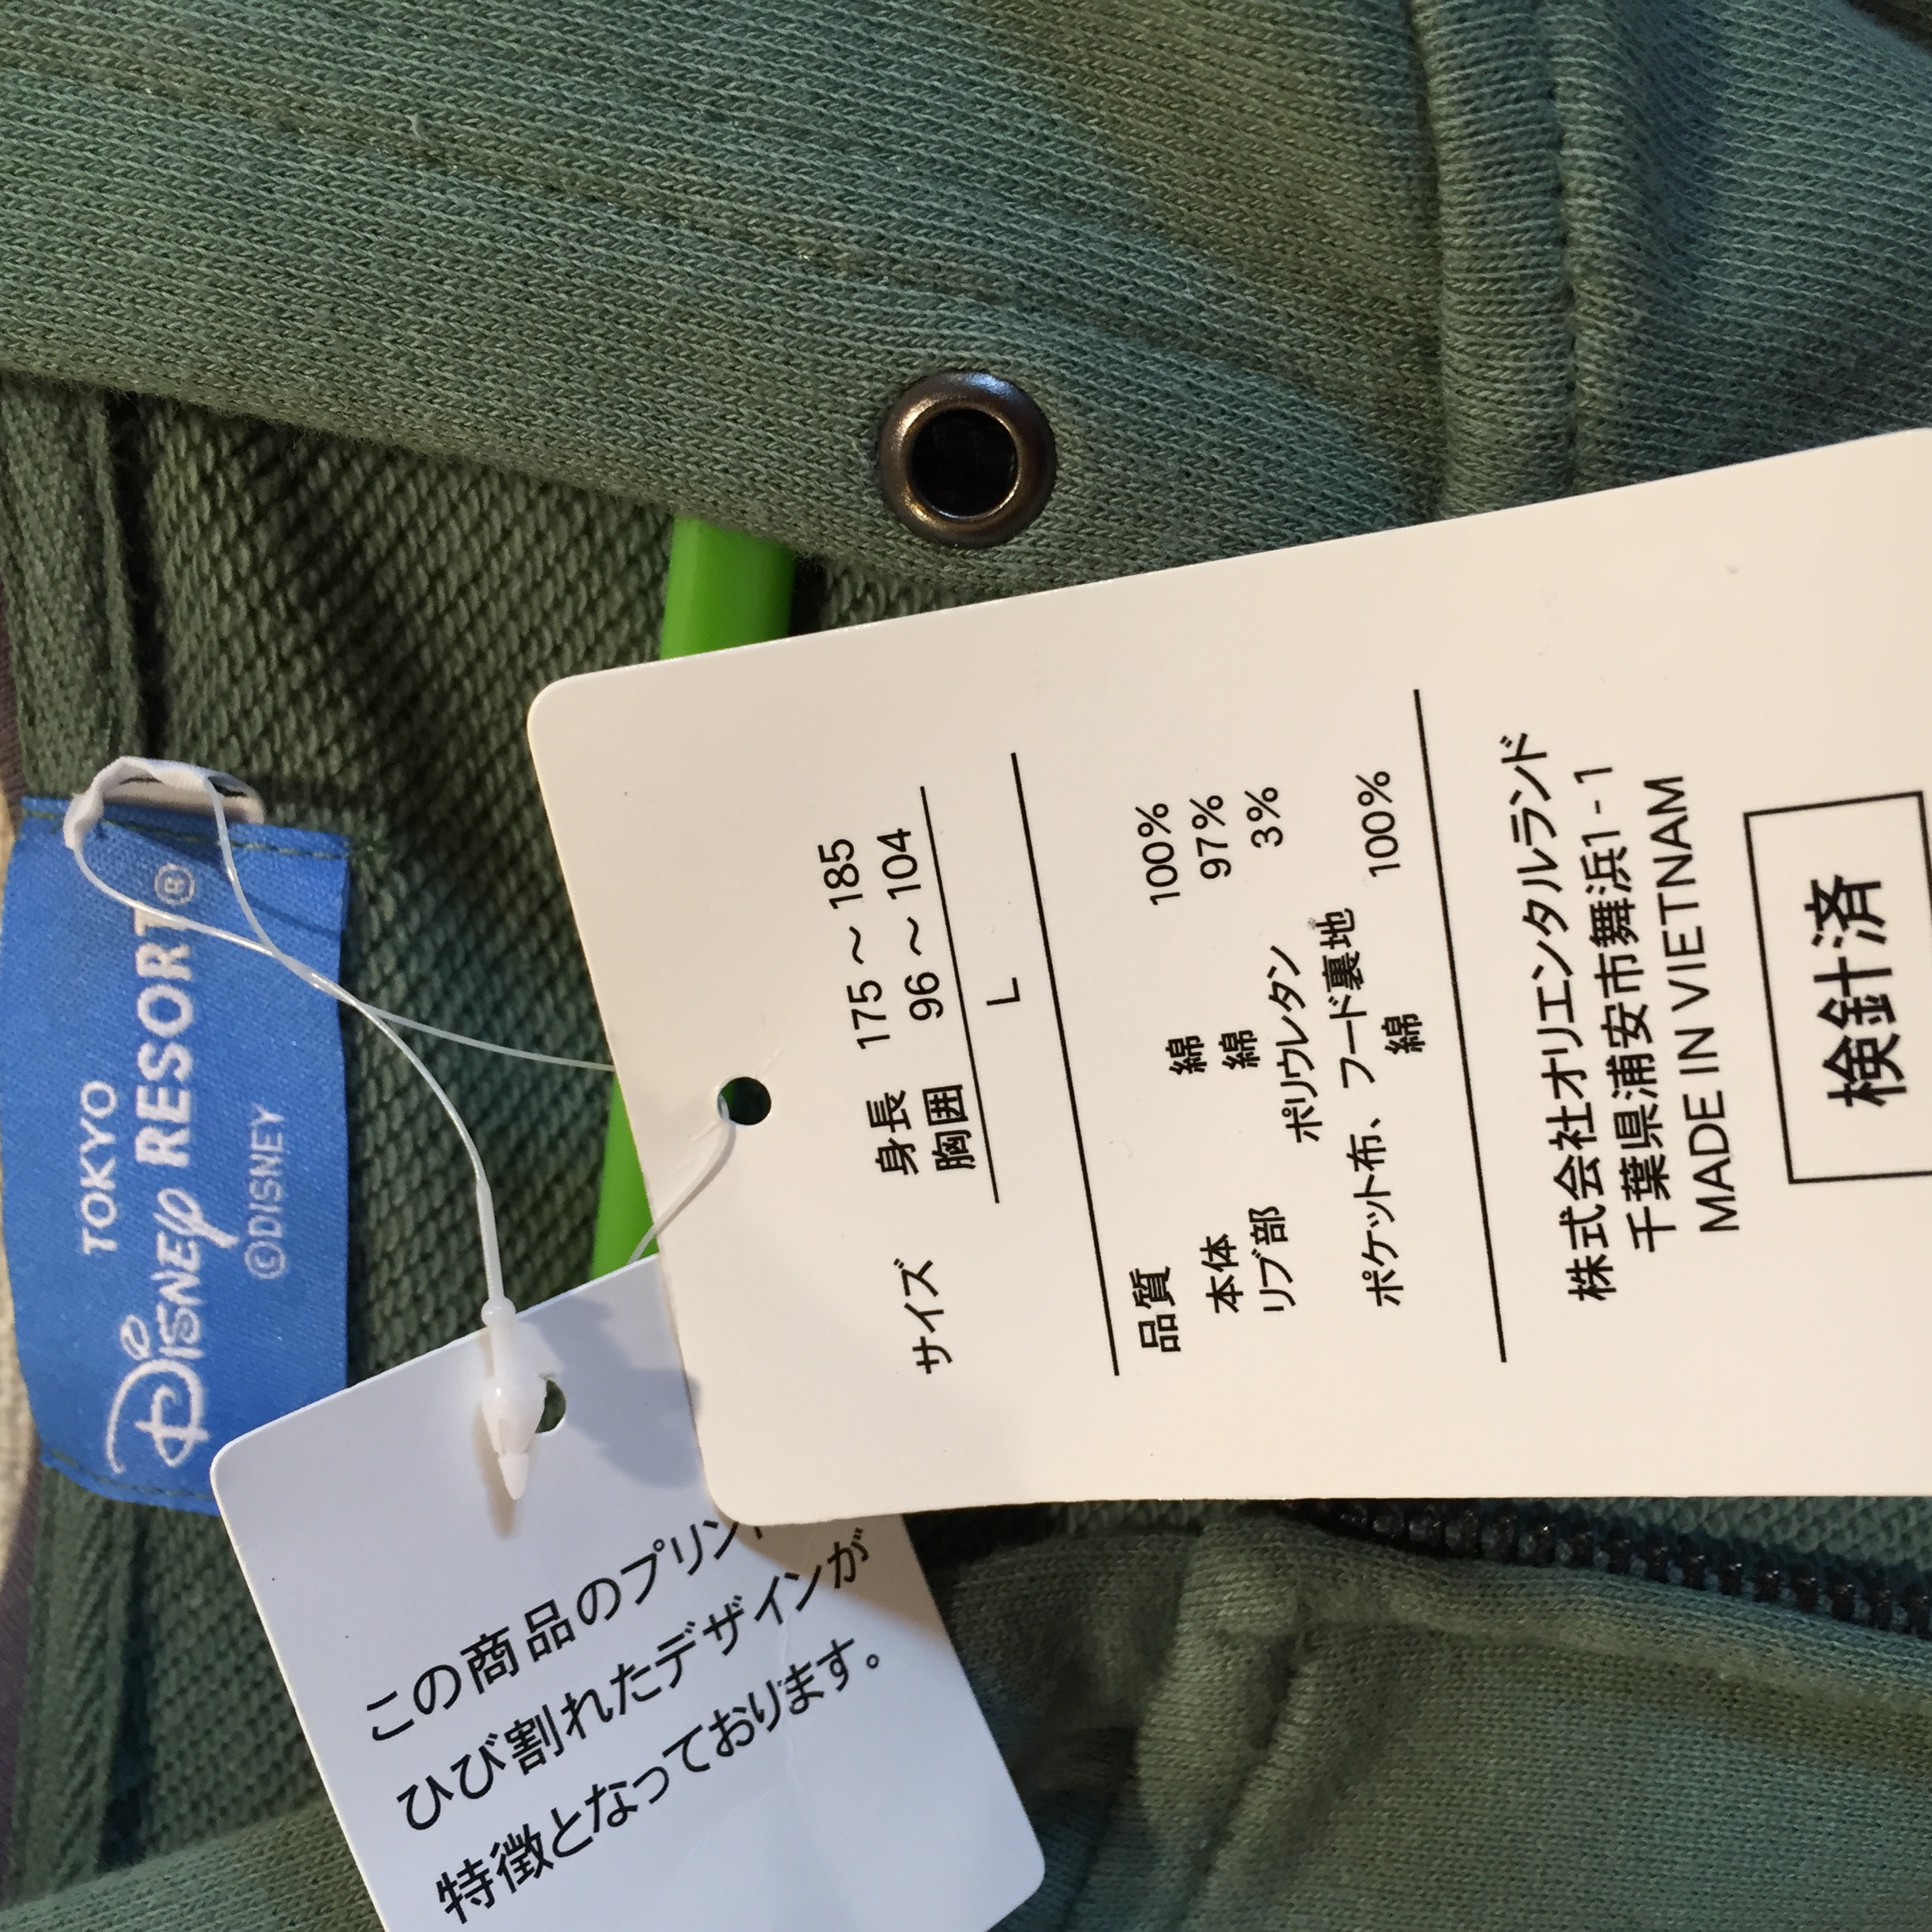 TOKYO
DISNEY RESORT®
©DISNEY
サイズ 身長 175～185
胸囲 96～104
L
品質 綿 100%
本体 綿 97%
リブ部 ポリウレタン 3%
ポケット布、フード裏地
綿 100%
株式会社オリエンタルランド
千葉県浦安市舞浜1-1
MADE IN VIETNAM
検針済
この商品のプリン
ひび割れたデザインが
特徴となっております。